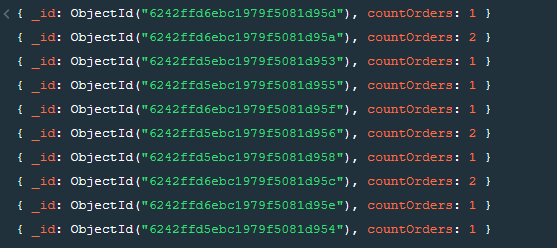 < { _id: ObjectId("6242ffd6ebc1979f5081d95d"), countOrders: 1 }
{ _id: ObjectId("6242ffd6ebc1979f5081d95a"), countOrders: 2 }
{ _id: ObjectId("6242ffd5ebc1979f5081d953"), countOrders: 1 }
{ _id: ObjectId("6242ffd5ebc1979f5081d955"), countOrders: 1 }
{ _id: ObjectId("6242ffd6ebc1979f5081d95f"), countOrders: 1 }
{ _id: ObjectId("6242ffd5ebc1979f5081d956"), countOrders: 2 }
{ _id: ObjectId("6242ffd5ebc1979f5081d958"), countOrders: 1 }
{ _id: ObjectId("6242ffd6ebc1979f5081d95c"), countOrders: 2 }
{ _id: ObjectId("6242ffd6ebc1979f5081d95e"), countOrders: 1 }
{ _id: ObjectId("6242ffd5ebc1979f5081d954"), countOrders: 1 }